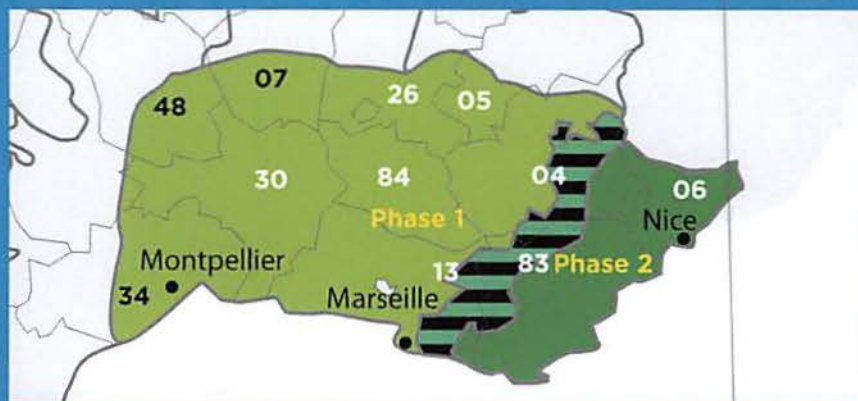 07
48
26
05
30
84
04
06
Phase 1
Nice
Montpellier
13
83 Phase 2
34
Marseille